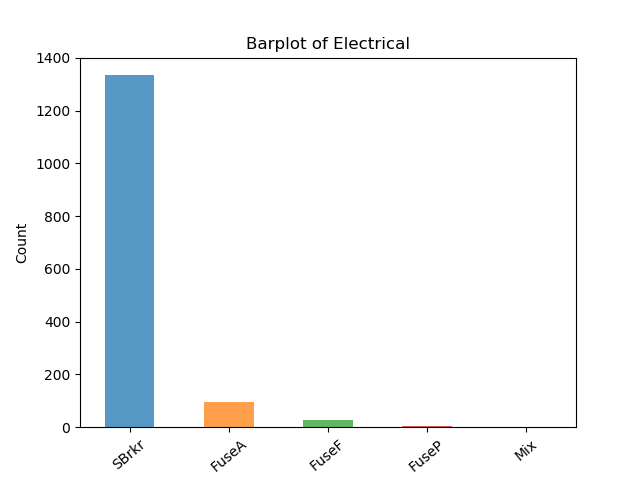 Barplot of Electrical
1400
1200
1000
800
600
400
200
0
Count
SBrkr
FuseA
FuseF
FuseP
Mix